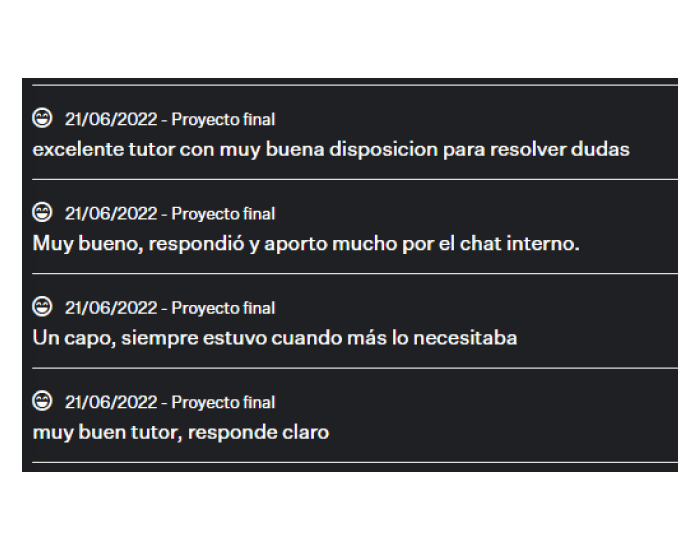 21/06/2022 - Proyecto final
excelente tutor con muy buena disposicion para resolver dudas
21/06/2022 - Proyecto final
Muy bueno, respondió y aporto mucho por el chat interno.
21/06/2022 - Proyecto final
Un capo, siempre estuvo cuando más lo necesitaba
21/06/2022 - Proyecto final
muy buen tutor, responde claro